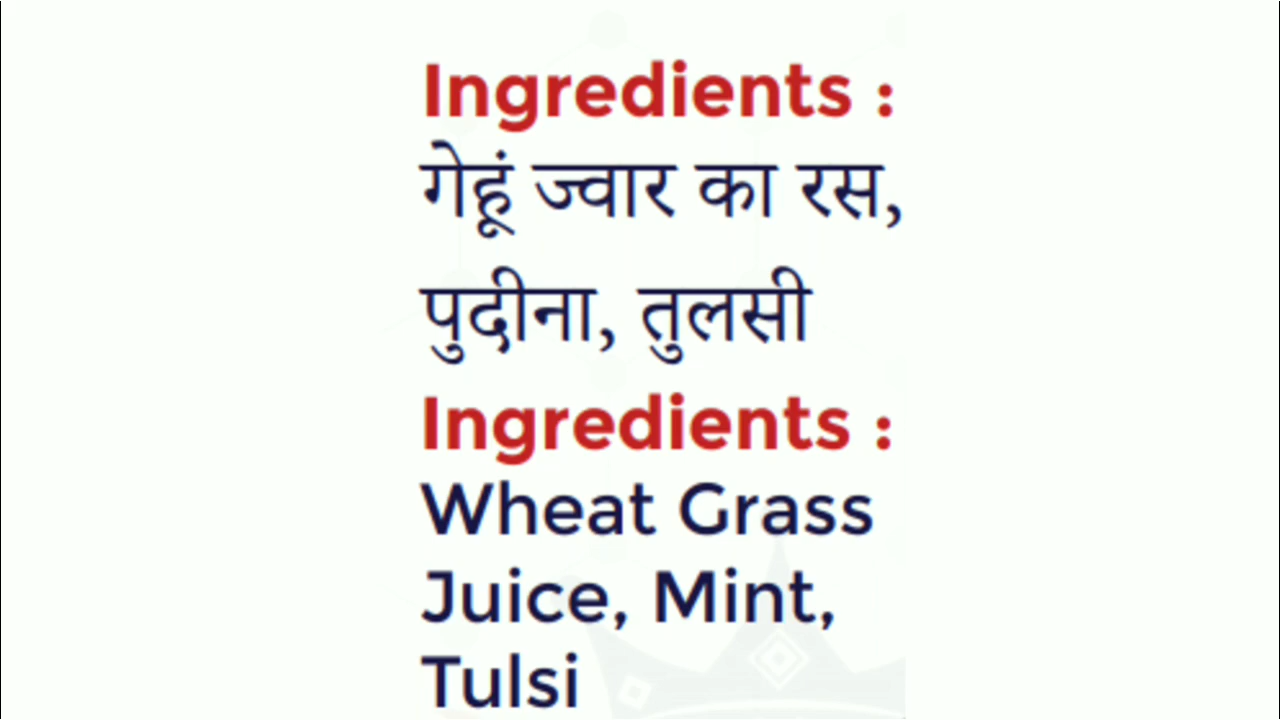 Ingredients :
गेहूं ज्वार का रस,
पुदीना, तुलसी
Ingredients :
Wheat Grass
Juice, Mint,
Tulsi